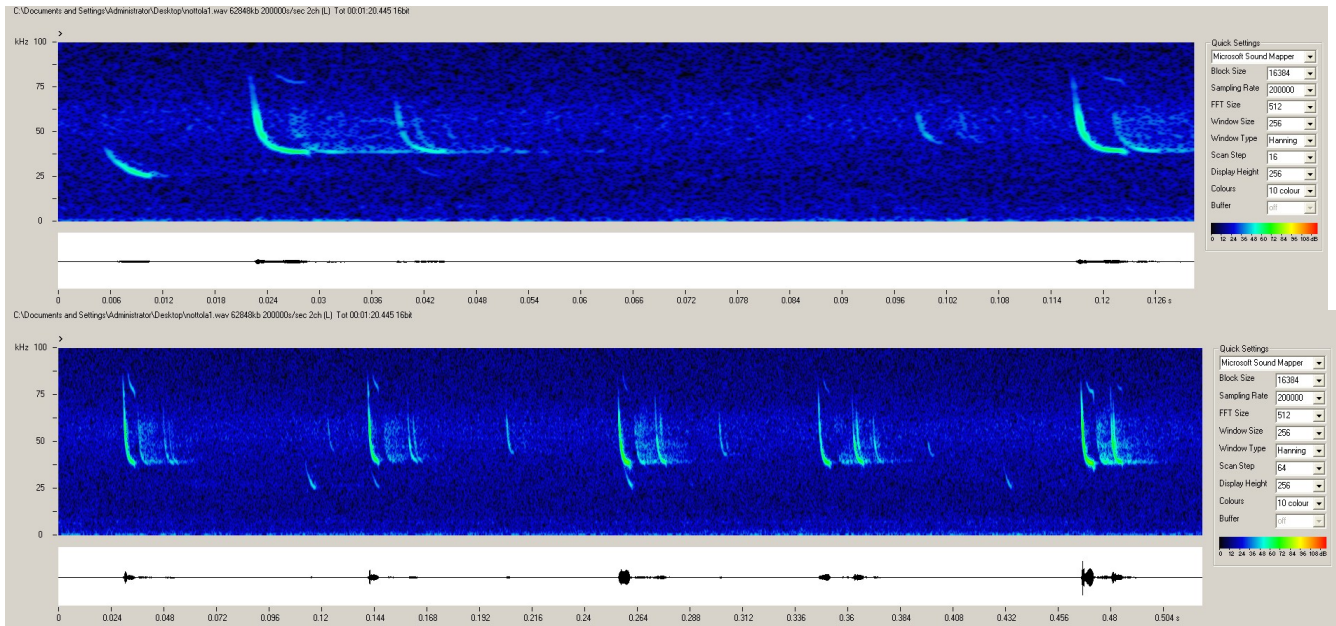 C:\Documents and Settings\Administrator\Desktop\nottola1.wav 62848kb 200000s/sec 2ch (L) Tot 00:01:20.445 16bit
>
kHz 100
75
50
25
0
Quick Settings
Microsoft Sound Mapper
Block Size 16384
Sampling Rate 200000
FFT Size 512
Window Size 256
Window Type Hanning
Scan Step 16
Display Height 256
Colours 10 colour
Buffer off
0 12 24 36 48 60 72 84 96 108 dB
0 0.006 0.012 0.018 0.024 0.03 0.036 0.042 0.048 0.054 0.06 0.066 0.072 0.078 0.084 0.09 0.096 0.102 0.108 0.114 0.12 0.126 s
C:\Documents and Settings\Administrator\Desktop\nottola1.wav 62848kb 200000s/sec 2ch (L) Tot 00:01:20.445 16bit
>
kHz 100
75
50
25
0
Quick Settings
Microsoft Sound Mapper
Block Size 16384
Sampling Rate 200000
FFT Size 512
Window Size 256
Window Type Hanning
Scan Step 64
Display Height 256
Colours 10 colour
Buffer off
0 12 24 36 48 60 72 84 96 108 dB
0 0.024 0.048 0.072 0.096 0.12 0.144 0.168 0.192 0.216 0.24 0.264 0.288 0.312 0.336 0.36 0.384 0.408 0.432 0.456 0.48 0.504 s